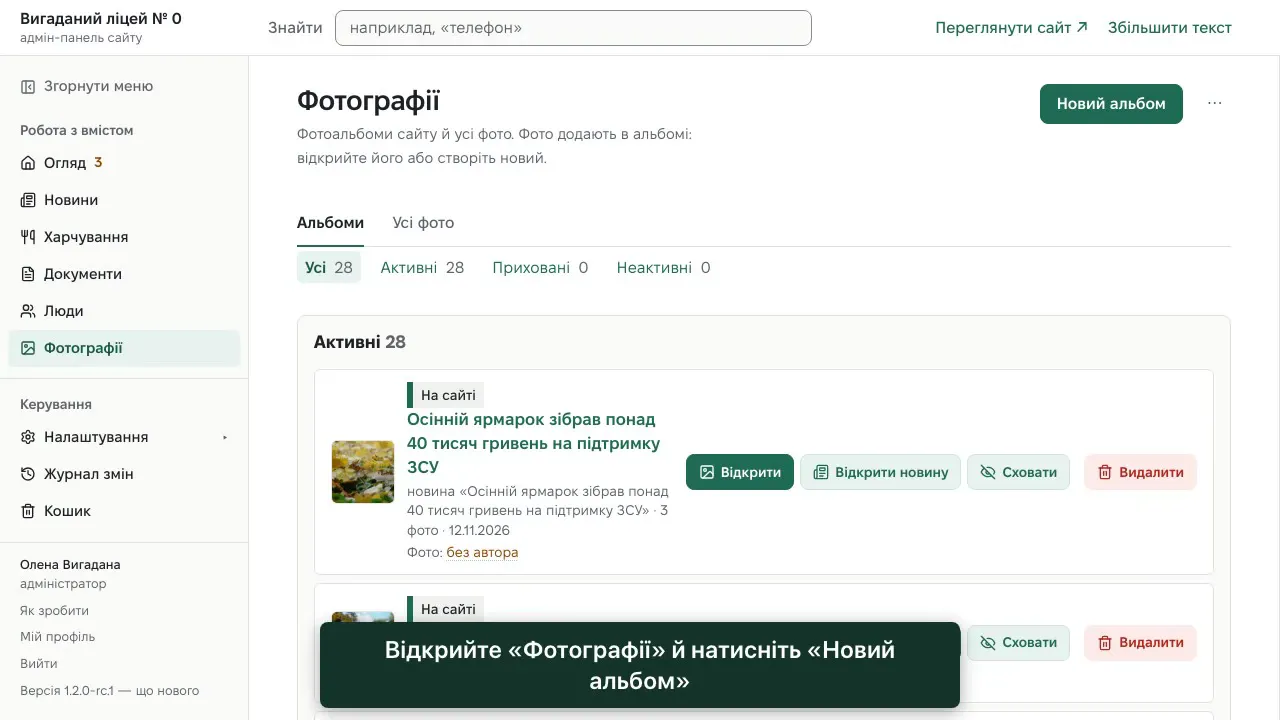 Вигаданий ліцей № 0
адмін-панель сайту
Знайти
наприклад, «телефон»
Переглянути сайт ↗
Збільшити текст
Згорнути меню
Робота з вмістом
Огляд 3
Новини
Харчування
Документи
Люди
Фотографії
Керування
Налаштування
Журнал змін
Кошик
Олена Вигадана
адміністратор
Як зробити
Мій профіль
Вийти
Версія 1.2.0-rc.1 — що нового
Фотографії
Фотоальбоми сайту й усі фото. Фото додають в альбомі:
відкрийте його або створіть новий.
Новий альбом
...
Альбоми Усі фото
Усі 28 Активні 28 Приховані 0 Неактивні 0
Активні 28
На сайті
Осінній ярмарок зібрав понад
40 тисяч гривень на підтримку
ЗСУ
новина «Осінній ярмарок зібрав понад
40 тисяч гривень на підтримку ЗСУ» · 3
фото · 12.11.2026
Фото: без автора
Відкрити Відкрити новину Сховати Видалити
На сайті
Сховати Видалити
Відкрийте «Фотографії» й натисніть «Новий
альбом»